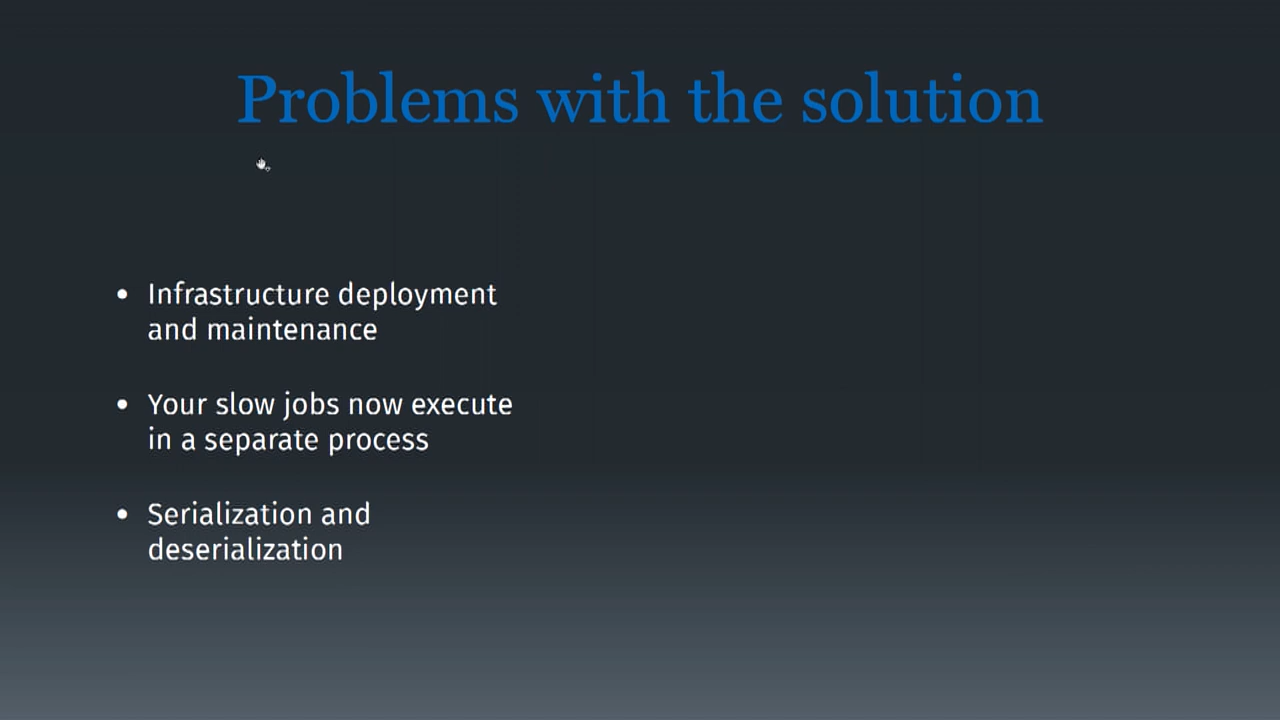 Problems with the solution
• Infrastructure deployment
and maintenance
• Your slow jobs now execute
in a separate process
• Serialization and
deserialization